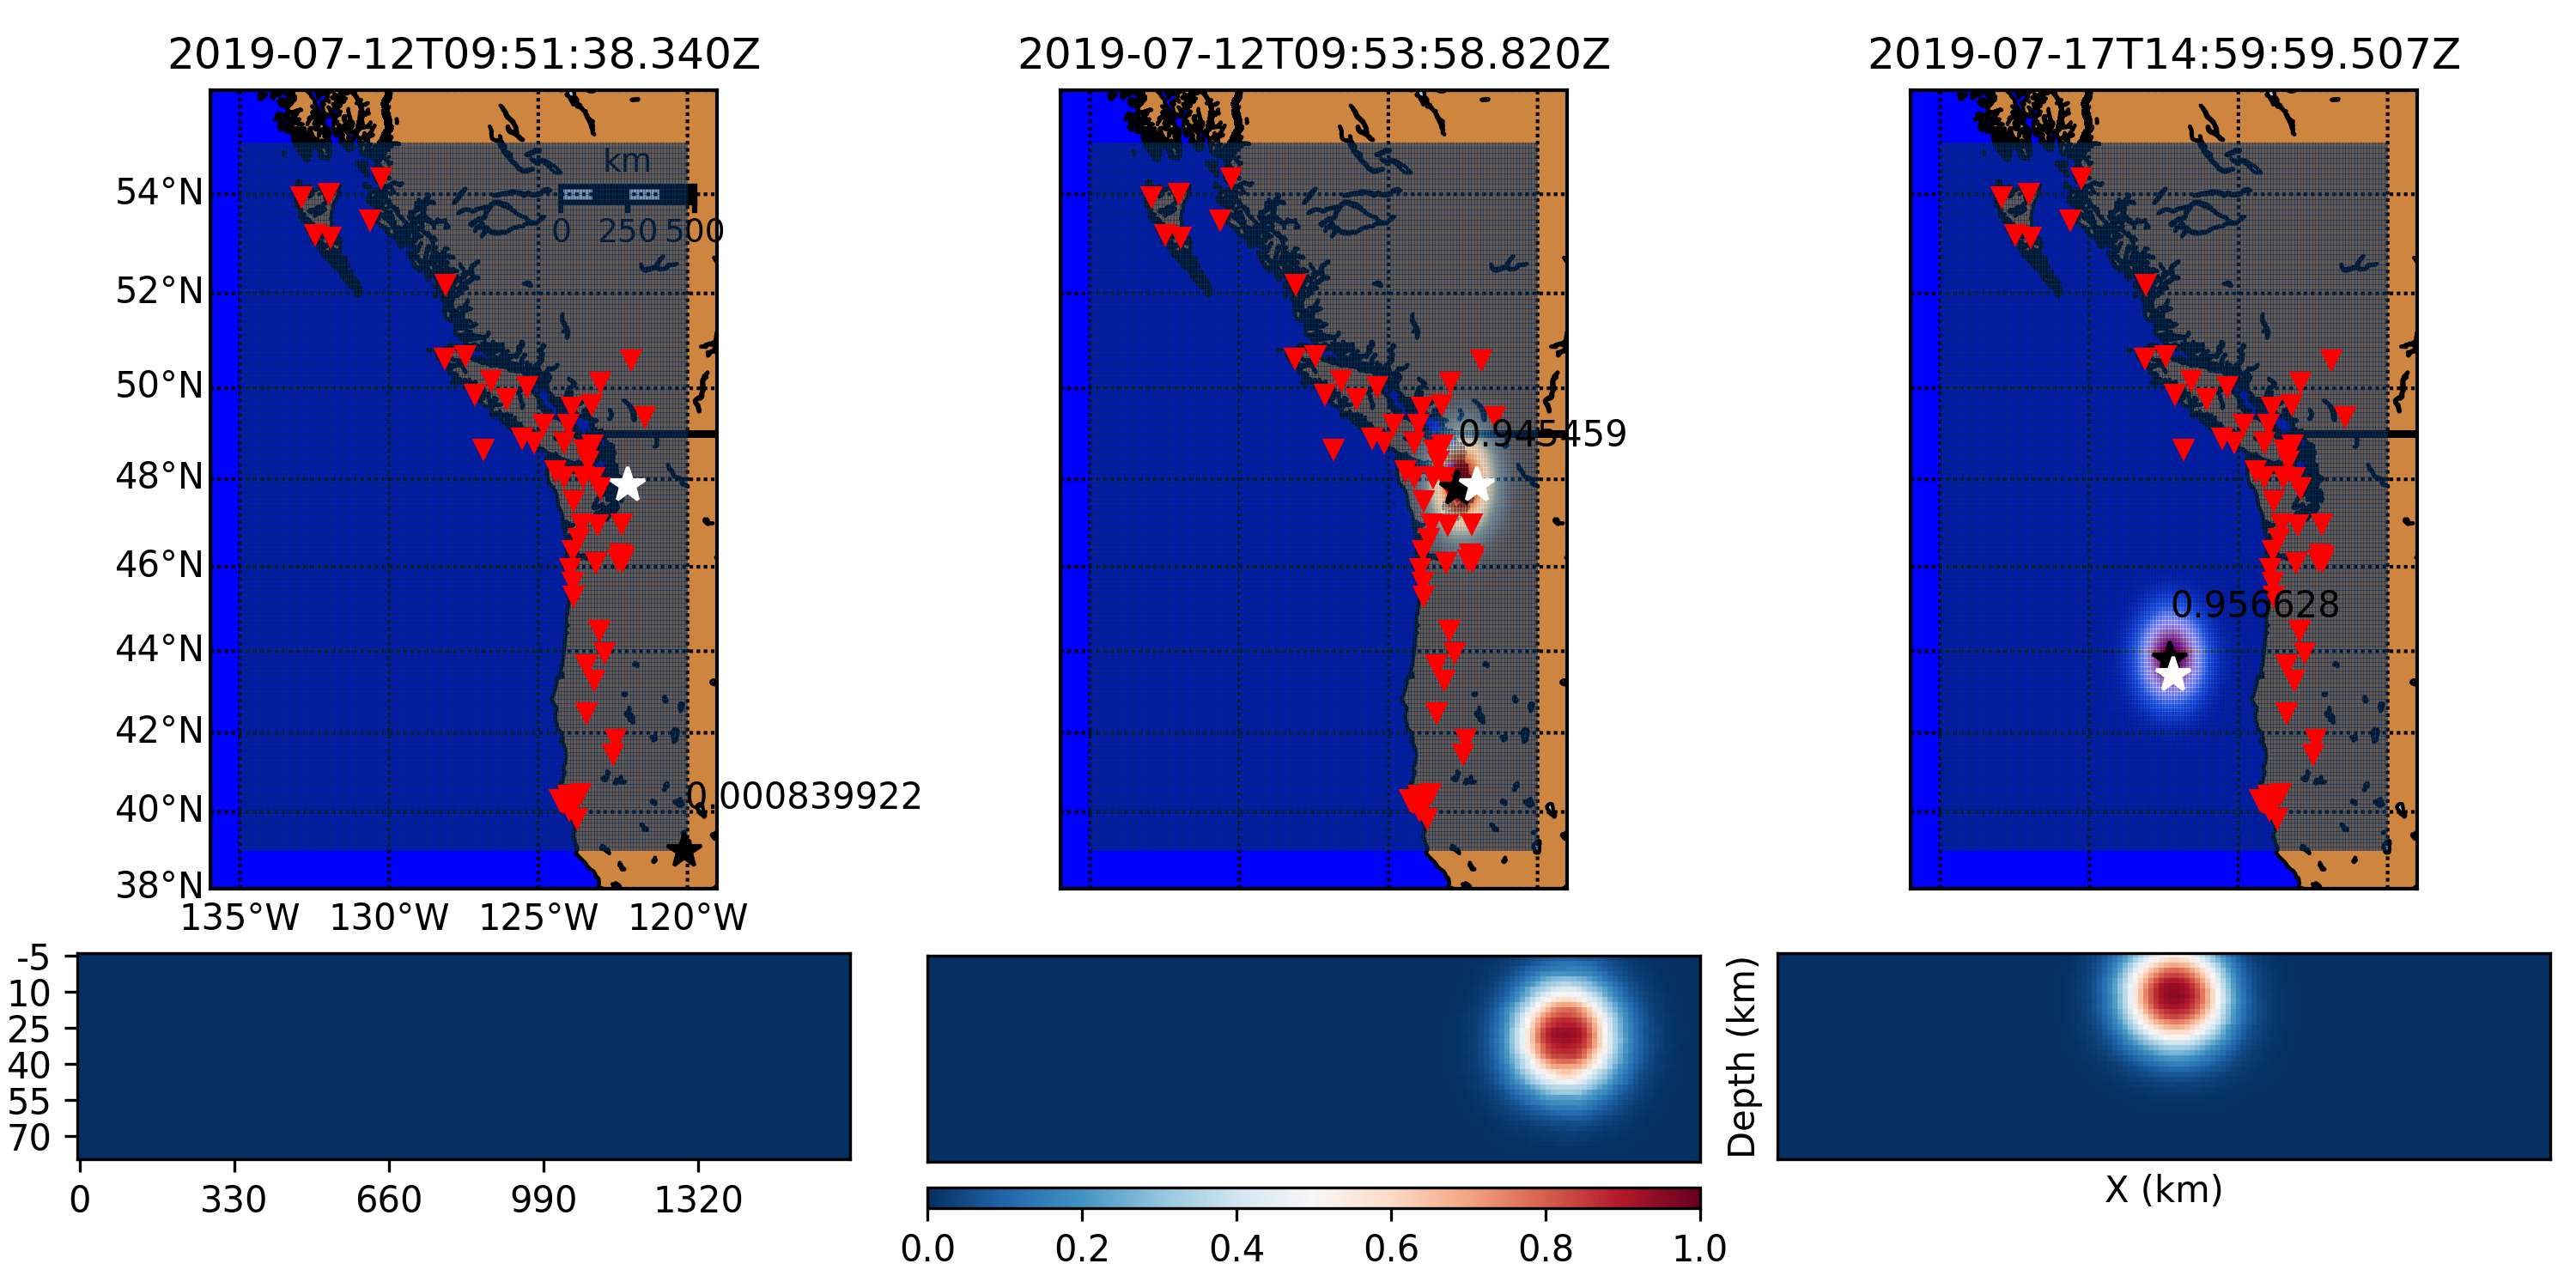 2019-07-12T09:51:38.340Z
2019-07-12T09:53:58.820Z
2019-07-17T14:59:59.507Z
km
0 250 500
54°N
52°N
50°N
48°N
46°N
44°N
42°N
40°N
38°N
135°W 130°W 125°W 120°W
0.000839922
0.945459
0.956628
-5
10
25
40
55
70
0 330 660 990 1320
0.0 0.2 0.4 0.6 0.8 1.0
Depth (km)
X (km)